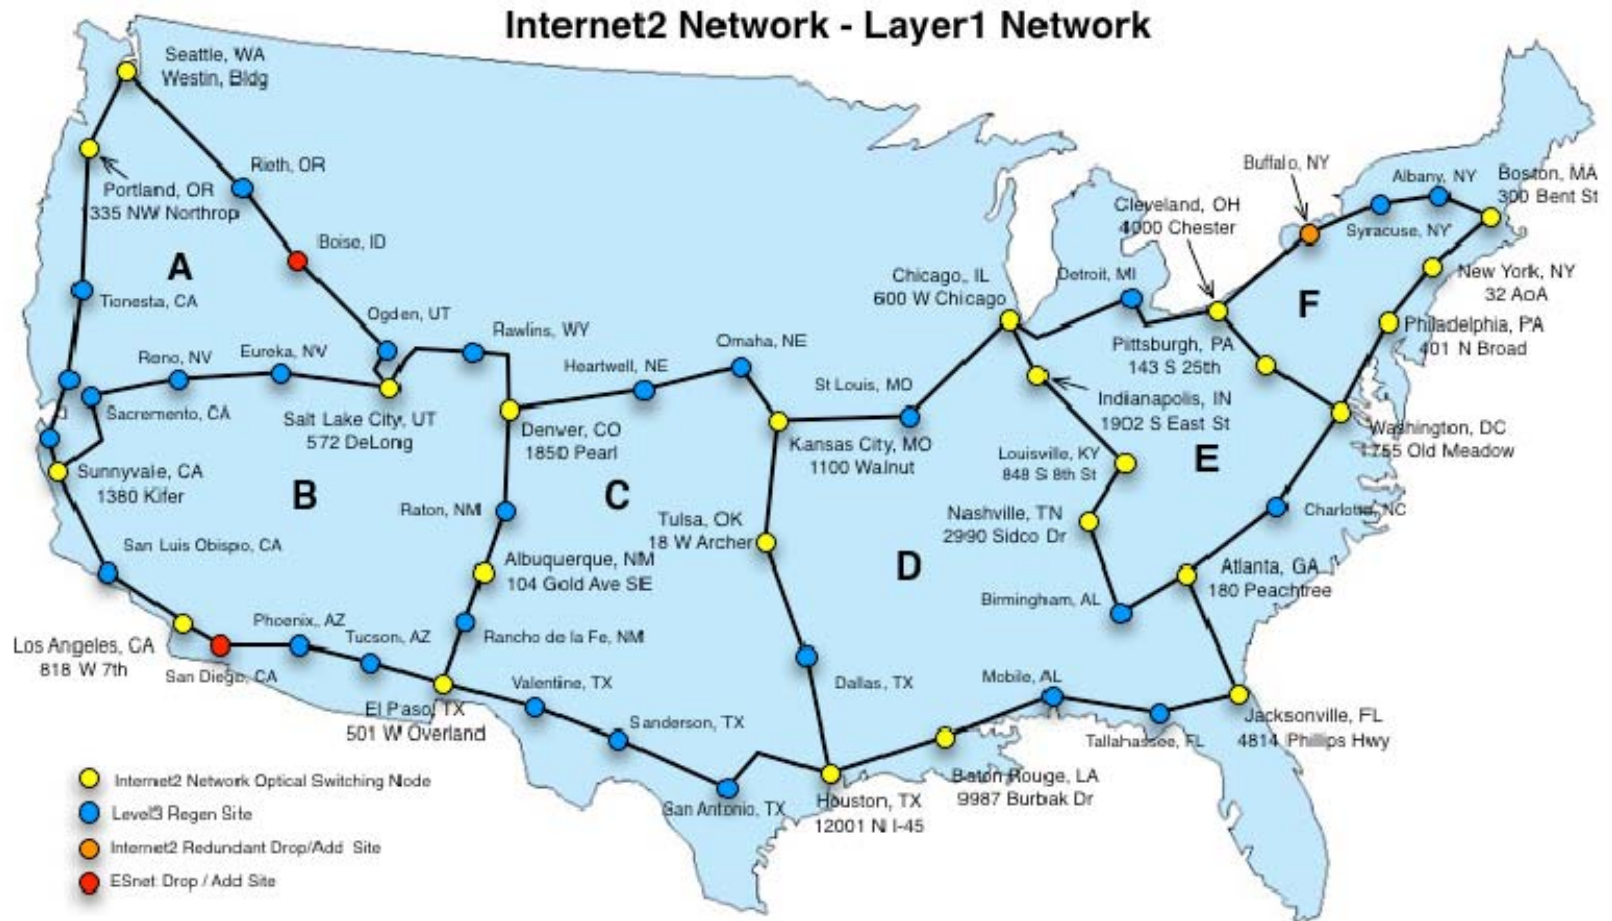 Internet2 Network - Layer1 Network
Seattle, WA
Westin, Bldg
Rieth, OR
Portland, OR
335 NW Northrop
Boise, ID
A
Tionesta, CA
Ogden, UT
Rawlins, WY
Reno, NV
Eureka, NV
Sacremento, CA
Salt Lake City, UT
572 DeLong
Heartwell, NE
Omaha, NE
Denver, CO
1850 Pearl
Sunnyvale, CA
1380 Kifer
B
C
Raton, NM
San Luis Obispo, CA
Albuquerque, NM
104 Gold Ave SE
Rancho de la Fe, NM
Los Angeles, CA
818 W 7th
San Diego, CA
Phoenix, AZ
Tucson, AZ
El Paso, TX
501 W Overland
Valentine, TX
Sanderson, TX
San Antonio, TX
Houston, TX
12001 N I-45
Dallas, TX
Tulsa, OK
18 W Archer
Kansas City, MO
1100 Walnut
St Louis, MO
Chicago, IL
600 W Chicago
Detroit, MI
Cleveland, OH
4000 Chester
Buffalo, NY
Syracuse, NY
Albany, NY
Boston, MA
300 Bent St
New York, NY
32 AoA
Philadelphia, PA
401 N Broad
F
Pittsburgh, PA
143 S 25th
Indianapolis, IN
1902 S East St
Washington, DC
1755 Old Meadow
Louisville, KY
848 S 8th St
E
Nashville, TN
2990 Sidco Dr
D
Charlotte, NC
Atlanta, GA
180 Peachtree
Birmingham, AL
Mobile, AL
Tallahassee, FL
Jacksonville, FL
4814 Phillips Hwy
Baton Rouge, LA
9987 Burbak Dr
Internet2 Network Optical Switching Node
Level3 Regen Site
Internet2 Redundant Drop/Add Site
ESnet Drop / Add Site